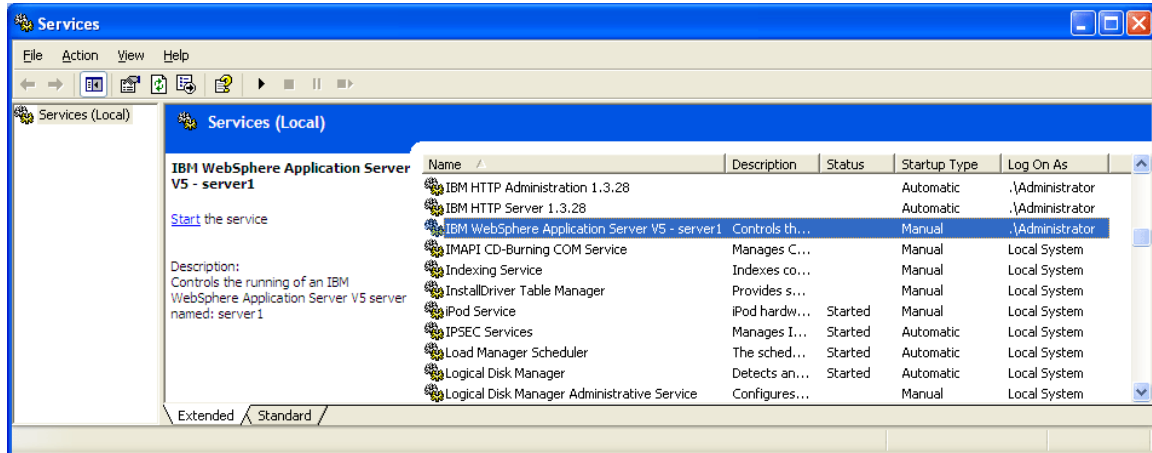 Services
File Action View Help
Services (Local)
Services (Local)
IBM WebSphere Application Server
V5 - server1
Start the service
Description:
Controls the running of an IBM
WebSphere Application Server V5 server
named: server1
Name Description Status Startup Type Log On As
IBM HTTP Administration 1.3.28 Automatic .\Administrator
IBM HTTP Server 1.3.28 Automatic .\Administrator
IBM WebSphere Application Server V5 - server1 Controls th... Manual .\Administrator
IMAPI CD-Burning COM Service Manages C... Manual Local System
Indexing Service Indexes co... Manual Local System
InstallDriver Table Manager Provides s... Manual Local System
iPod Service iPod hardw... Started Manual Local System
IPSEC Services Manages I... Started Automatic Local System
Load Manager Scheduler The sched... Started Automatic Local System
Logical Disk Manager Detects an... Started Automatic Local System
Logical Disk Manager Administrative Service Configures... Manual Local System
Extended Standard